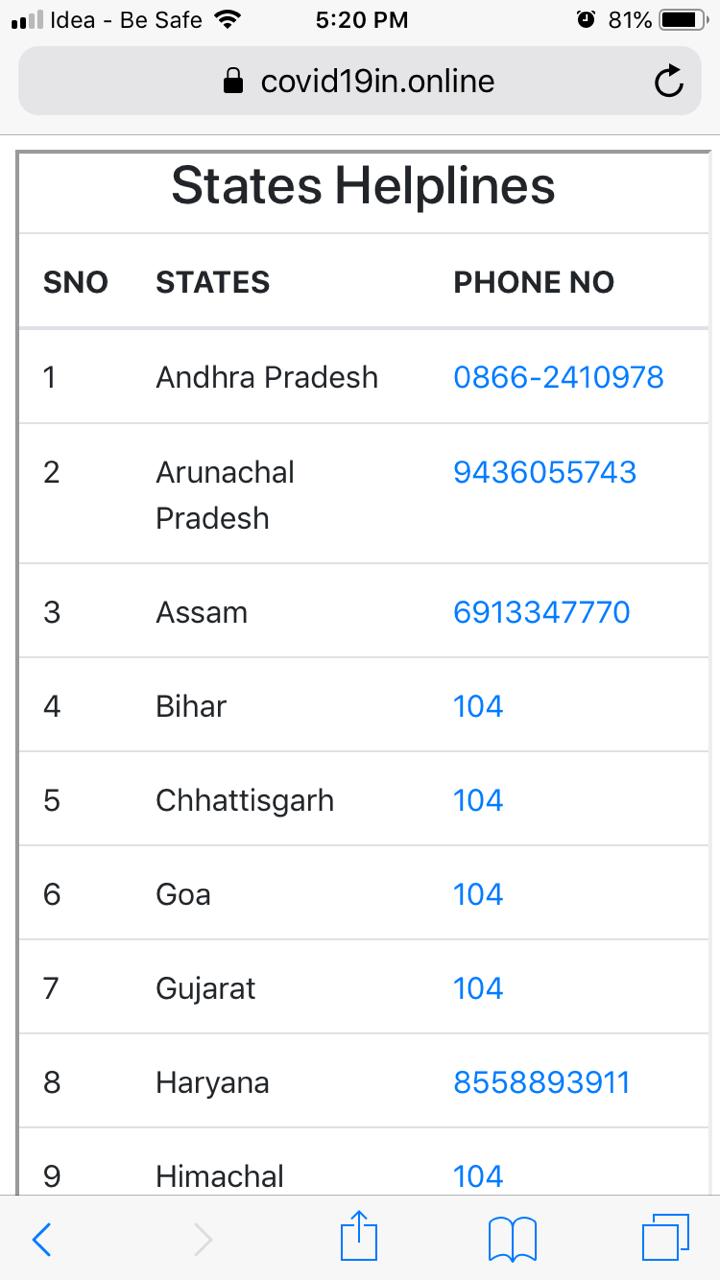 Idea - Be Safe 5:20 PM 81%
covid19in.online
States Helplines
SNO STATES PHONE NO
1 Andhra Pradesh 0866-2410978
2 Arunachal 9436055743
Pradesh
3 Assam 6913347770
4 Bihar 104
5 Chhattisgarh 104
6 Goa 104
7 Gujarat 104
8 Haryana 8558893911
9 Himachal 104